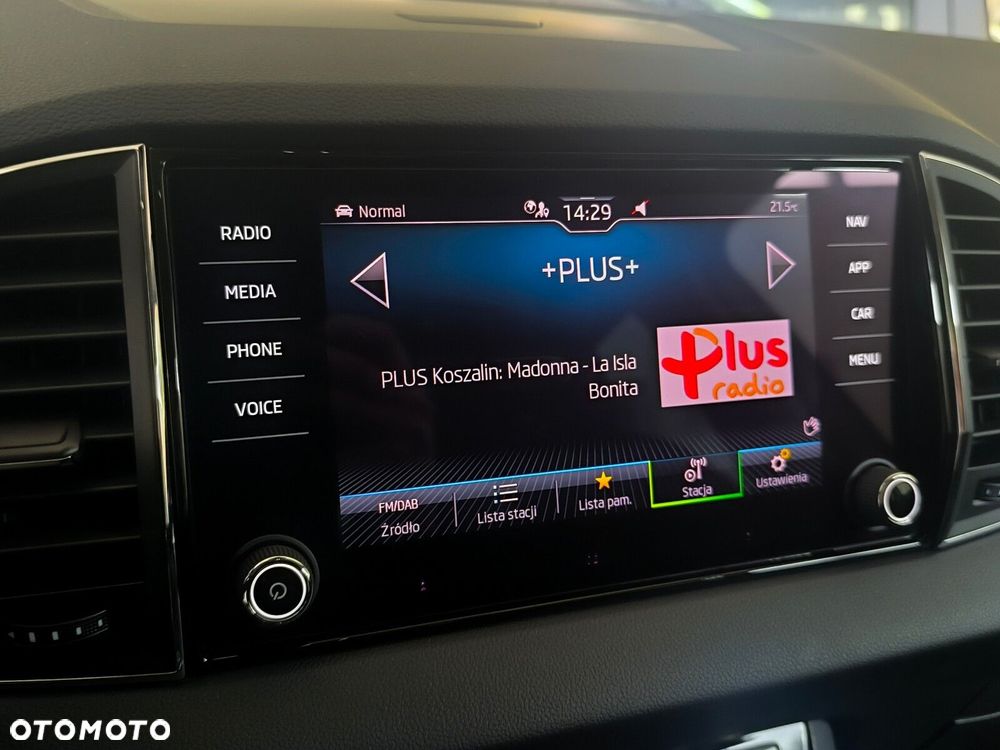 Normal
14:29
21.5°C
RADIO
MEDIA
PHONE
VOICE
+PLUS+
PLUS Koszalin: Madonna - La Isla
Bonita
Plus
radio
NAV
APP
CAR
MENU
FM/DAB
Źródło
Lista stacji
Lista pam.
Stacja
Ustawienia
OTOMOTO